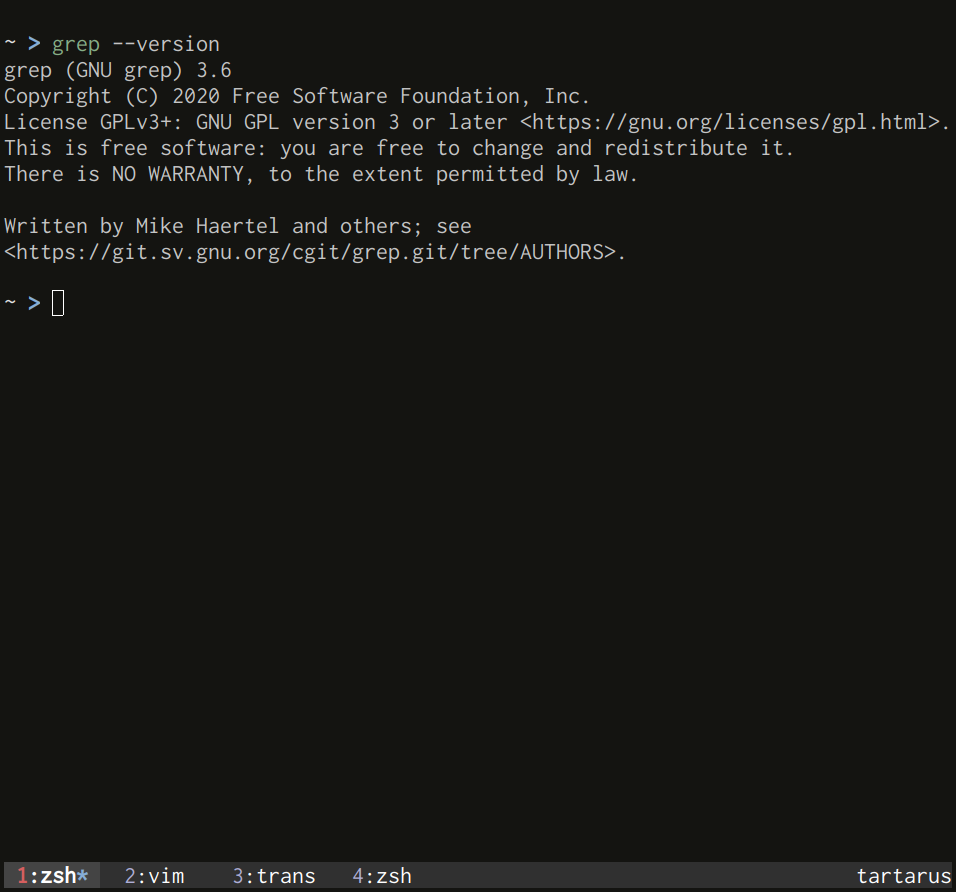 ~ > grep --version
grep (GNU grep) 3.6
Copyright (C) 2020 Free Software Foundation, Inc.
License GPLv3+: GNU GPL version 3 or later <https://gnu.org/licenses/gpl.html>.
This is free software: you are free to change and redistribute it.
There is NO WARRANTY, to the extent permitted by law.
Written by Mike Haertel and others; see
<https://git.sv.gnu.org/cgit/grep.git/tree/AUTHORS>.
~ >
1:zsh* 2:vim 3:trans 4:zsh tartarus